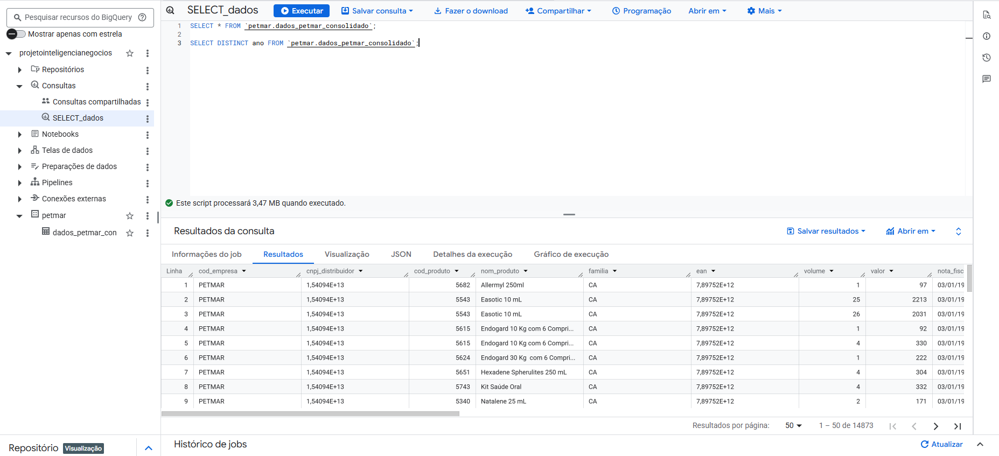 Pesquisar recursos do BigQuery
Mostrar apenas com estrela
projetointeligencianegocios
Repositórios
Consultas
Consultas compartilhadas
SELECT_dados
Notebooks
Telas de dados
Preparações de dados
Pipelines
Conexões externas
petmar
dados_petmar_con
Repositório Visualização
SELECT_dados Executar Salvar consulta Fazer o download Compartilhar Programação Abrir em Mais
1 SELECT * FROM `petmar.dados_petmar_consolidado`;
2
3 SELECT DISTINCT ano FROM `petmar.dados_petmar_consolidado`;
Este script processará 3,47 MB quando executado.
Resultados da consulta Salvar resultados Abrir em
Informações do job Resultados Visualização JSON Detalhes da execução Gráfico de execução
Linha cod_empresa cnpj_distribuidor cod_produto nom_produto familia ean volume valor nota_fisc
1 PETMAR 1,54094E+13 5682 Allermyl 250ml CA 7,89752E+12 1 97 03/01/19
2 PETMAR 1,54094E+13 5543 Easotic 10 mL CA 7,89752E+12 25 2213 03/01/19
3 PETMAR 1,54094E+13 5543 Easotic 10 mL CA 7,89752E+12 26 2031 03/01/19
4 PETMAR 1,54094E+13 5615 Endogard 10 Kg com 6 Compri... CA 7,89752E+12 1 92 03/01/19
5 PETMAR 1,54094E+13 5615 Endogard 10 Kg com 6 Compri... CA 7,89752E+12 4 330 03/01/19
6 PETMAR 1,54094E+13 5624 Endogard 30 Kg  com 6 Compri... CA 7,89752E+12 1 222 03/01/19
7 PETMAR 1,54094E+13 5651 Hexadene Spherulites 250 mL CA 7,89752E+12 4 304 03/01/19
8 PETMAR 1,54094E+13 5743 Kit Saúde Oral CA 7,89752E+12 4 332 03/01/19
9 PETMAR 1,54094E+13 5340 Natalene 25 mL CA 7,89752E+12 2 171 03/01/19
Resultados por página: 50 1 – 50 de 14873
Histórico de jobs Atualizar